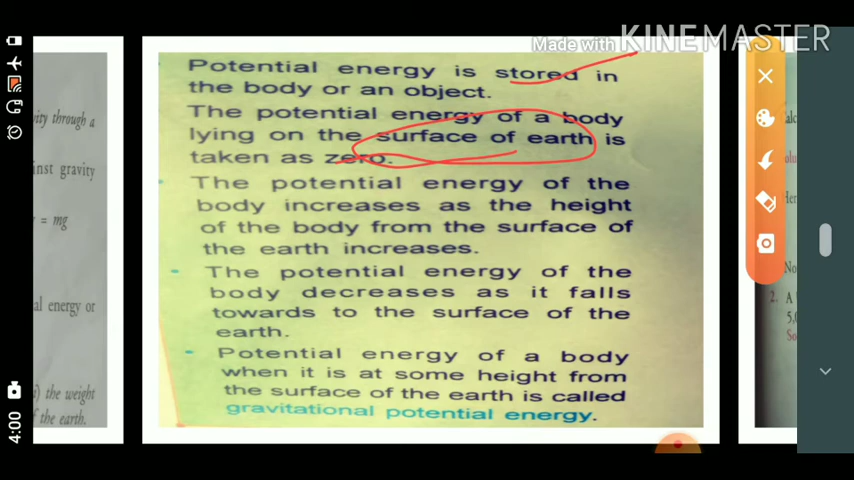 Made with KINEMASTER
Potential energy is stored in
the body or an object.
The potential energy of a body
lying on the surface of earth is
taken as zero.
The potential energy of the
body increases as the height
of the body from the surface of
the earth increases.
The potential energy of the
body decreases as it falls
towards to the surface of the
earth.
Potential energy of a body
when it is at some height from
the surface of the earth is called
gravitational potential energy.
vity through a
inst gravity
= mg
al energy or
i) the weight
f the earth.
4:00
2. A
5,0
So
No